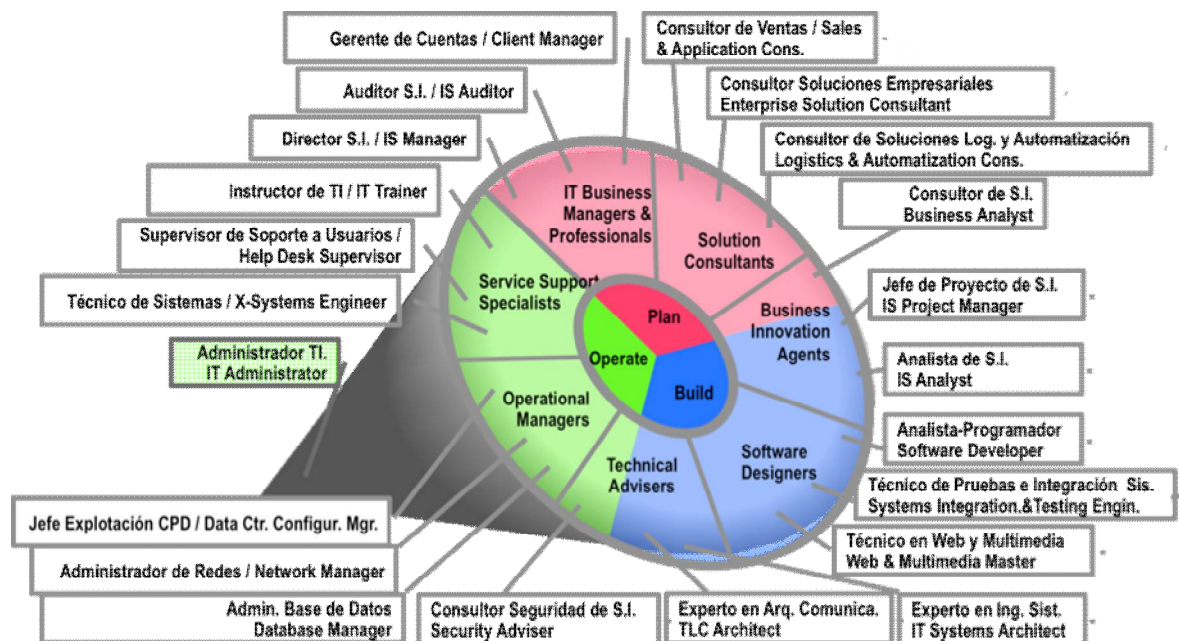 Gerente de Cuentas / Client Manager
Auditor S.I. / IS Auditor
Director S.I. / IS Manager
Instructor de TI / IT Trainer
Supervisor de Soporte a Usuarios /
Help Desk Supervisor
Técnico de Sistemas / X-Systems Engineer
Administrador TI.
IT Administrator
Consultor de Ventas / Sales
& Application Cons.
Consultor Soluciones Empresariales
Enterprise Solution Consultant
Consultor de Soluciones Log. y Automatización
Logistics & Automatization Cons.
Consultor de S.I.
Business Analyst
Jefe de Proyecto de S.I.
IS Project Manager
Analista de S.I.
IS Analyst
Analista-Programador
Software Developer
Técnico de Pruebas e Integración Sis.
Systems Integration.&Testing Engin.
Técnico en Web y Multimedia
Web & Multimedia Master
IT Business
Managers &
Professionals
Solution
Consultants
Service Support
Specialists
Business
Innovation
Agents
Plan
Operate
Build
Operational
Managers
Technical
Advisers
Software
Designers
Jefe Explotación CPD / Data Ctr. Configur. Mgr.
Administrador de Redes / Network Manager
Admin. Base de Datos
Database Manager
Consultor Seguridad de S.I.
Security Adviser
Experto en Arq. Comunica.
TLC Architect
Experto en Ing. Sist.
IT Systems Architect